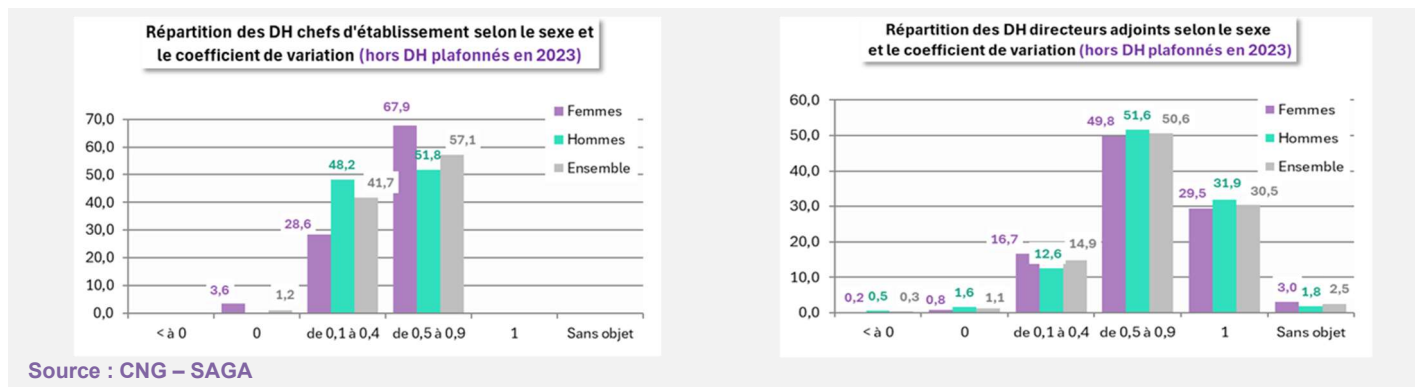 Répartition des DH chefs d'établissement selon le sexe et
le coefficient de variation (hors DH plafonnés en 2023)
67,9
70,0
Femmes
60,0
57,1
51,8
Hommes
48,2
50,0
41,7
Ensemble
40,0
28,6
30,0
20,0
10,0
3,6
1,2
0,0
< à 0
0
de 0,1 à 0,4
de 0,5 à 0,9
1
Sans objet
Répartition des DH directeurs adjoints selon le sexe
et le coefficient de variation (hors DH plafonnés en 2023)
60,0
Femmes
49,8
51,6
50,6
50,0
Hommes
40,0
Ensemble
29,5
31,9
30,5
30,0
20,0
16,7
12,6
14,9
10,0
0,2
0,5
0,3
0,8
1,6
1,1
3,0
1,8
2,5
0,0
< à 0
0
de 0,1 à 0,4
de 0,5 à 0,9
1
Sans objet
Source : CNG – SAGA